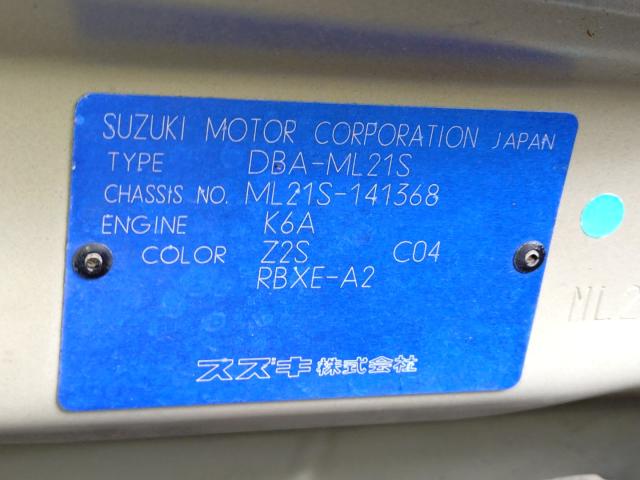 SUZUKI MOTOR CORPORATION JAPAN
TYPE DBA-ML21S
CHASSIS NO. ML21S-141368
ENGINE K6A
COLOR Z2S C04
RBXE-A2
スズキ株式会社
ML2